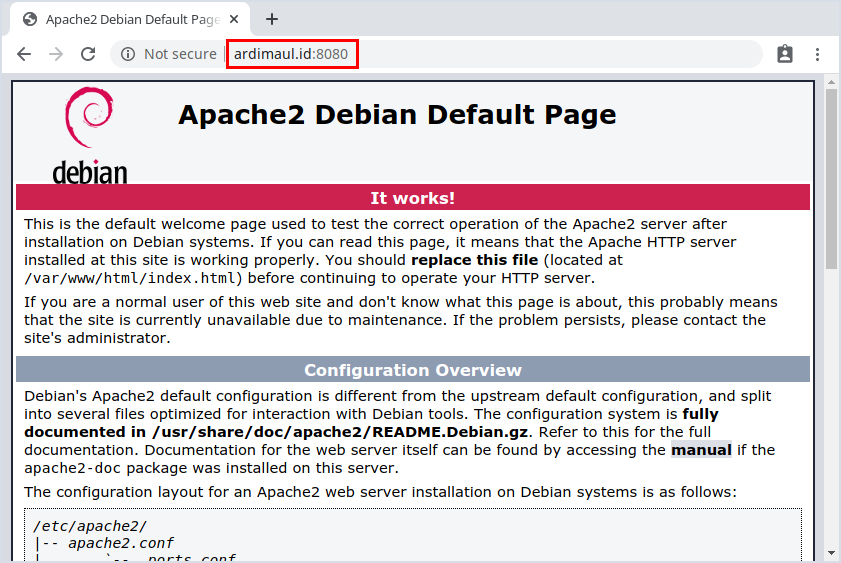 Apache2 Debian Default Page
Not secure | ardimaul.id:8080
debian
Apache2 Debian Default Page
It works!
This is the default welcome page used to test the correct operation of the Apache2 server after
installation on Debian systems. If you can read this page, it means that the Apache HTTP server
installed at this site is working properly. You should replace this file (located at
/var/www/html/index.html) before continuing to operate your HTTP server.
If you are a normal user of this web site and don't know what this page is about, this probably means
that the site is currently unavailable due to maintenance. If the problem persists, please contact the
site's administrator.
Configuration Overview
Debian's Apache2 default configuration is different from the upstream default configuration, and split
into several files optimized for interaction with Debian tools. The configuration system is fully
documented in /usr/share/doc/apache2/README.Debian.gz. Refer to this for the full
documentation. Documentation for the web server itself can be found by accessing the manual if the
apache2-doc package was installed on this server.
The configuration layout for an Apache2 web server installation on Debian systems is as follows:
/etc/apache2/
|-- apache2.conf
|       `--  ports.conf